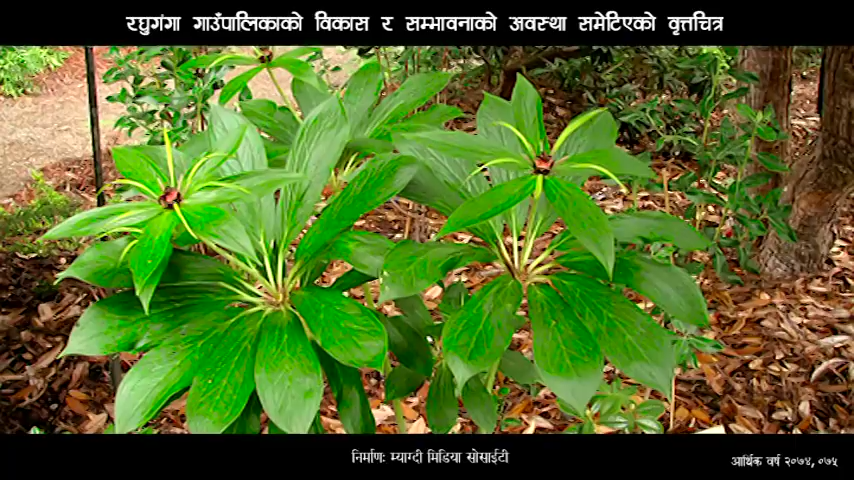 रघुगंगा गाउँपालिकाको विकास र सम्भावनाको अवस्था समेटिएको वृत्तचित्र
निर्माणः म्याग्दी मिडिया सोसाईटी
आर्थिक वर्ष २०७४, ०७५